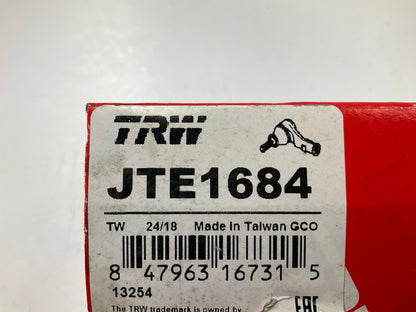 TRW
JTE1684
TW 24/18 Made In Taiwan GCO
8 47963 16731 5
13254
The TRW trademark is owned by
EAC